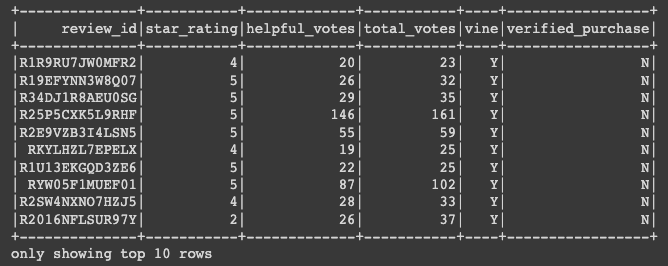 +--------------+-----------+-------------+-----------+----+-----------------+
|     review_id|star_rating|helpful_votes|total_votes|vine|verified_purchase|
+--------------+-----------+-------------+-----------+----+-----------------+
|R1R9RU7JW0MFR2|          4|           20|         23|   Y|                N|
|R19EFYNN3W8Q07|          5|           26|         32|   Y|                N|
|R34DJ1R8AEU0SG|          5|           29|         35|   Y|                N|
|R25P5CXK5L9RHF|          5|          146|        161|   Y|                N|
|R2E9VZB3I4LSN5|          5|           55|         59|   Y|                N|
| RKYLHZL7EPELX|          4|           19|         25|   Y|                N|
|R1U13EKGQD3ZE6|          5|           22|         25|   Y|                N|
| RYW05F1MUEF01|          5|           87|        102|   Y|                N|
|R2SW4NXNO7HZJ5|          4|           28|         33|   Y|                N|
|R2016NFLSUR97Y|          2|           26|         37|   Y|                N|
+--------------+-----------+-------------+-----------+----+-----------------+
only showing top 10 rows